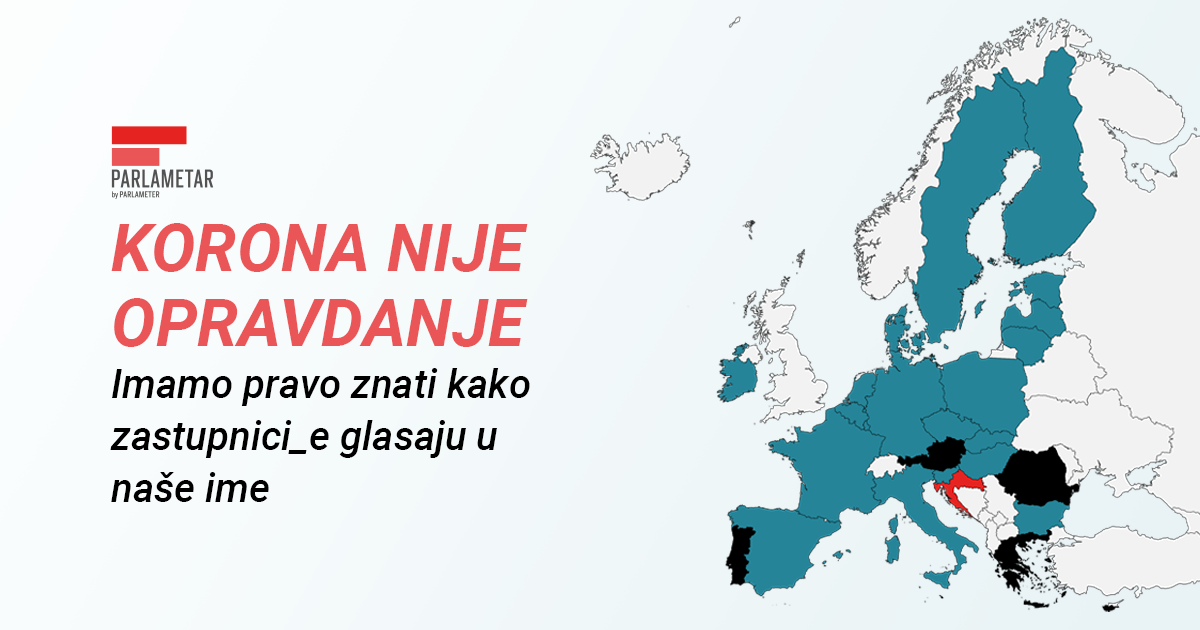 PARLAMETAR
by PARLAMETER
KORONA NIJE
OPRAVDANJE
Imamo pravo znati kako
zastupnici_e glasaju u
naše ime